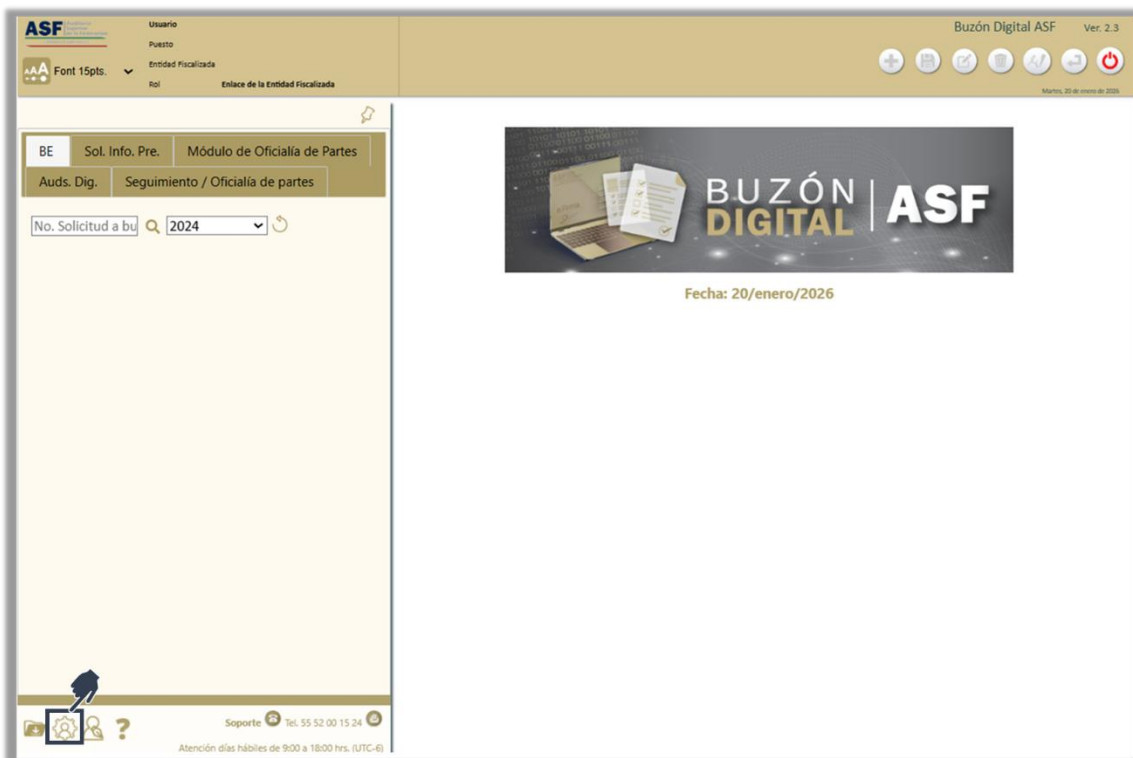 ASF
Usuario
Puesto
Entidad Fiscalizada
Rol Enlace de la Entidad Fiscalizada
AAA Font 15pts.
Buzón Digital ASF Ver. 2.3
Martes, 20 de enero de 2026
BE Sol. Info. Pre. Módulo de Oficialía de Partes
Auds. Dig. Seguimiento / Oficialía de partes
No. Solicitud a bu 2024
BUZÓN DIGITAL ASF
Fecha: 20/enero/2026
?
Soporte Tel. 55 52 00 15 24
Atención días hábiles de 9:00 a 18:00 hrs. (UTC-6)